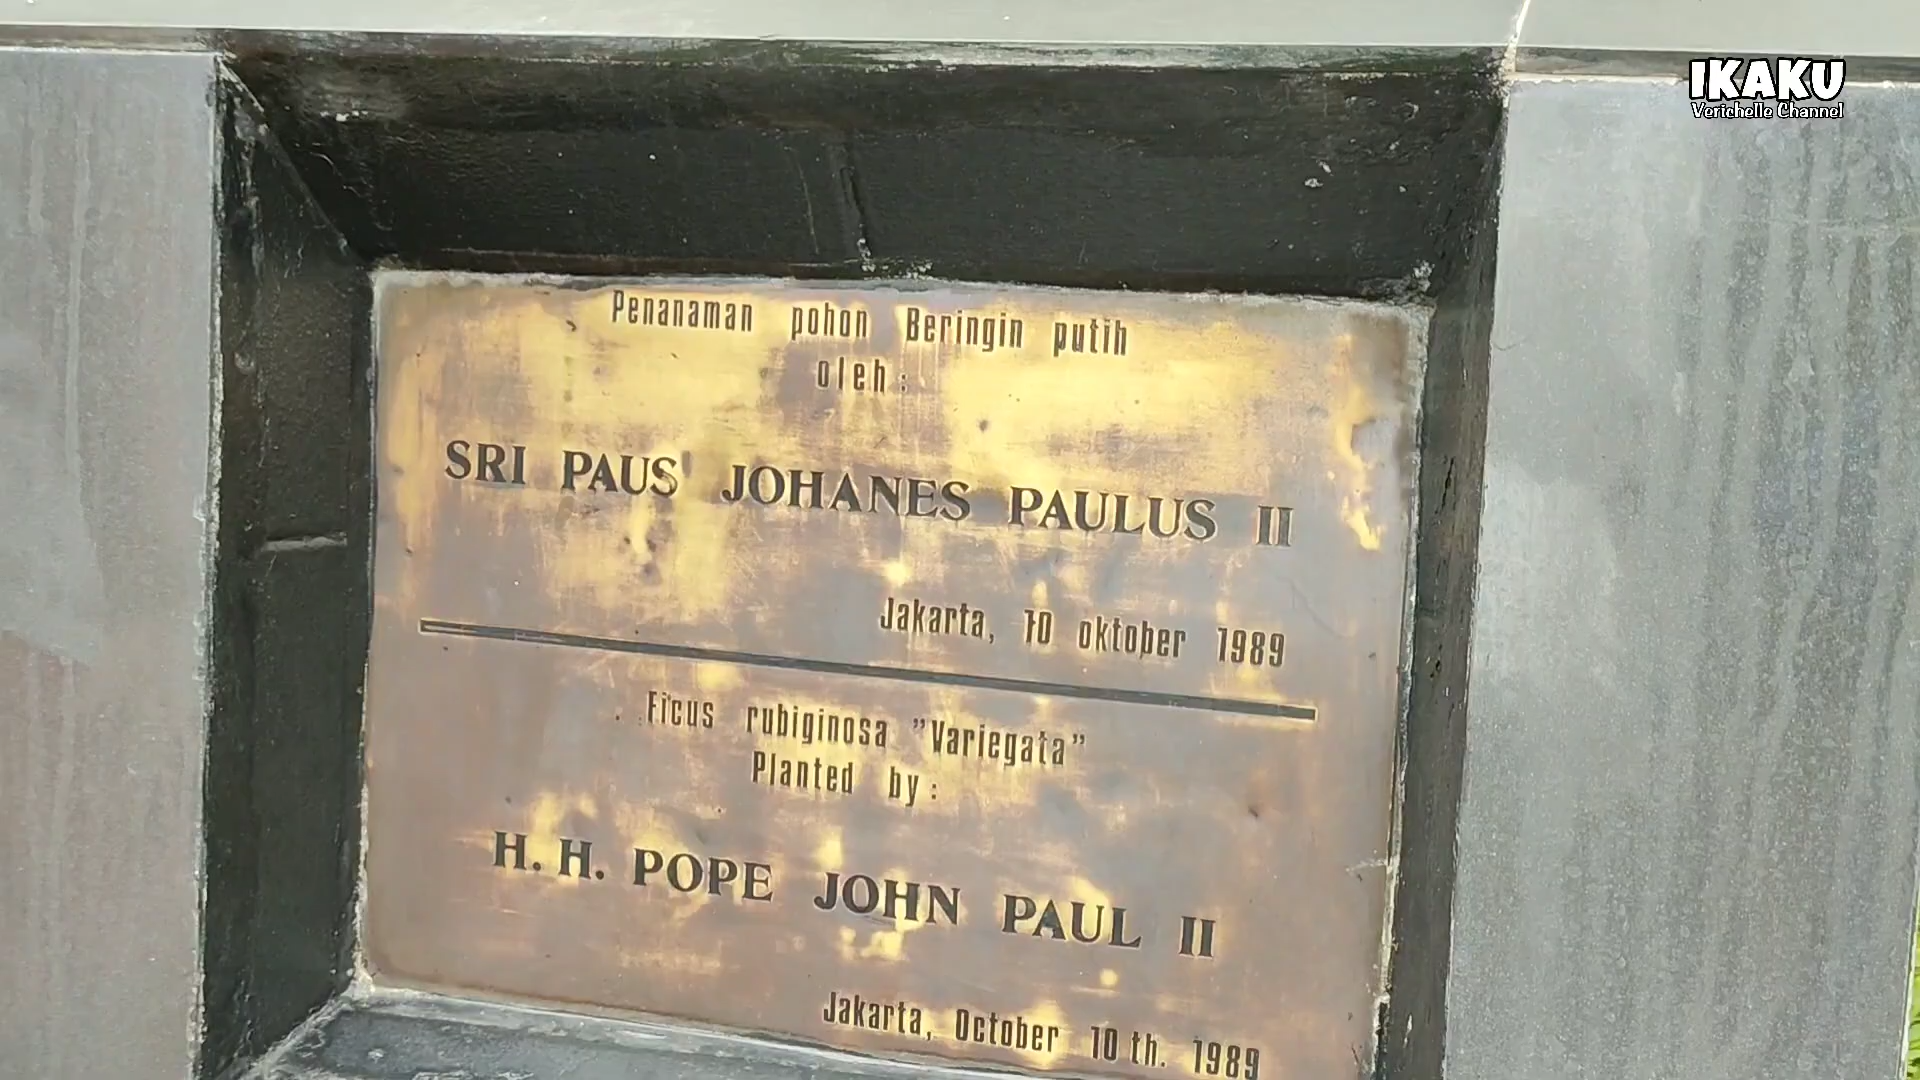 IKAKU
Verichelle Channel
Penanaman pohon Beringin putih
oleh :
SRI PAUS JOHANES PAULUS II
Jakarta, 10 oktober 1989
Ficus rubiginosa "Variegata"
Planted by :
H. H. POPE JOHN PAUL II
Jakarta, October 10 th. 1989